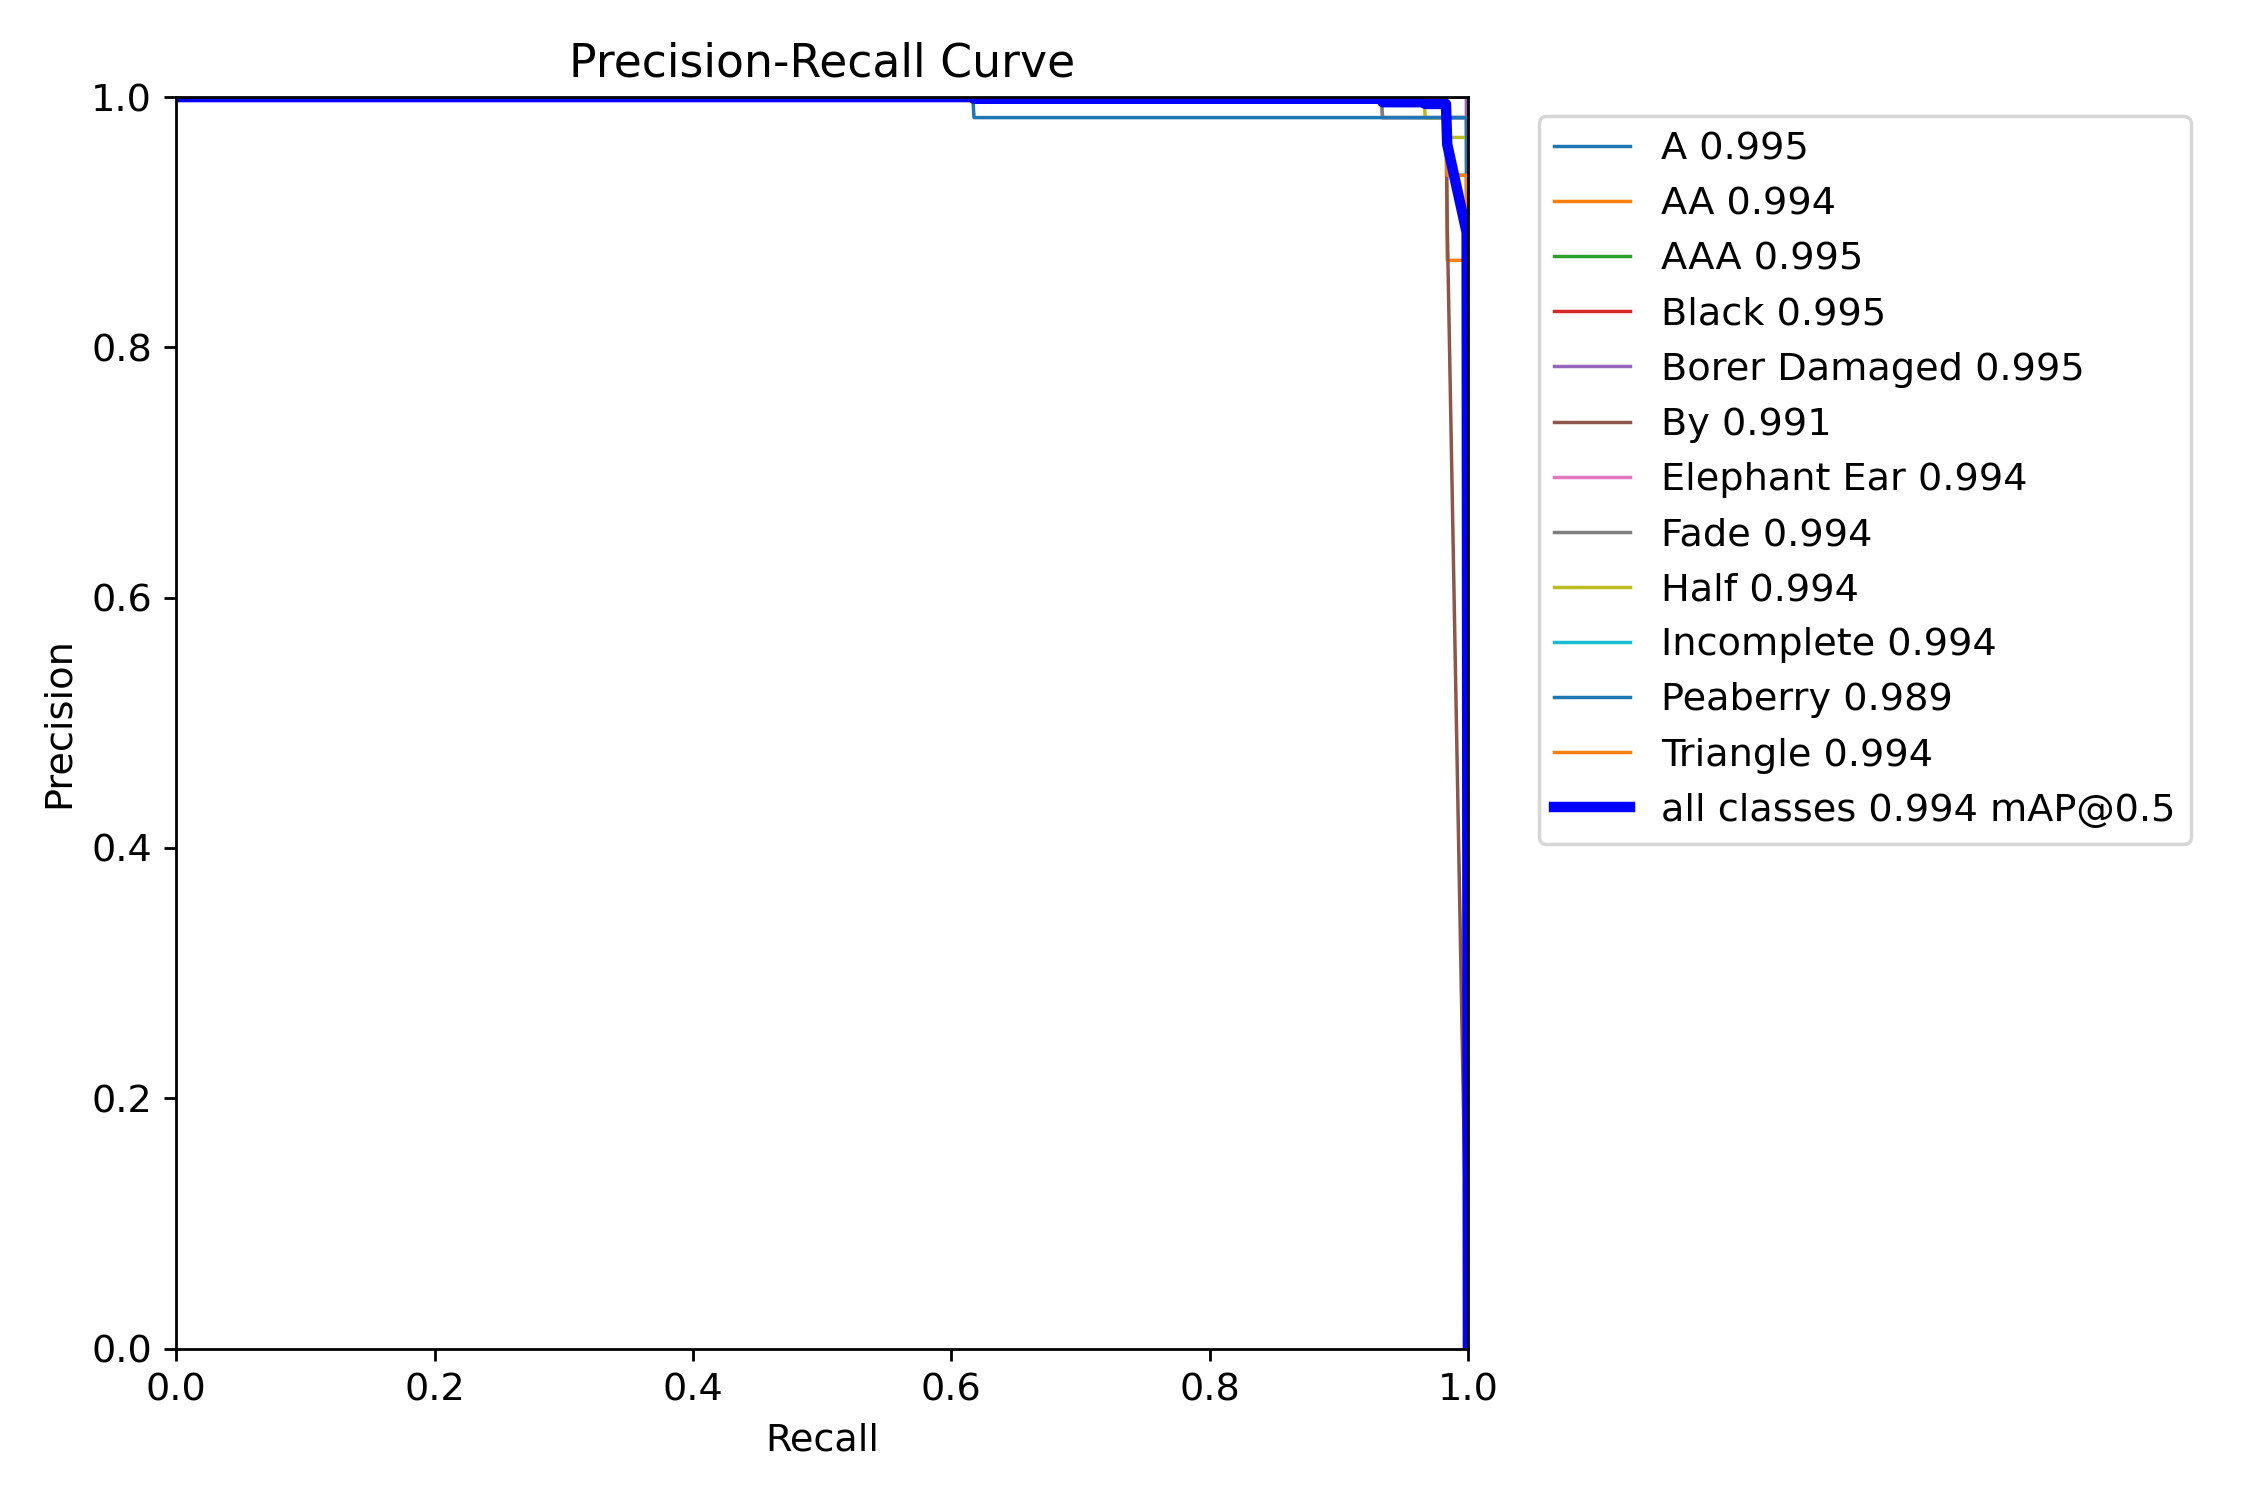 Precision-Recall Curve
1.0
0.8
0.6
0.4
0.2
0.0
Precision
0.0 0.2 0.4 0.6 0.8 1.0
Recall
A 0.995
AA 0.994
AAA 0.995
Black 0.995
Borer Damaged 0.995
By 0.991
Elephant Ear 0.994
Fade 0.994
Half 0.994
Incomplete 0.994
Peaberry 0.989
Triangle 0.994
all classes 0.994 mAP@0.5